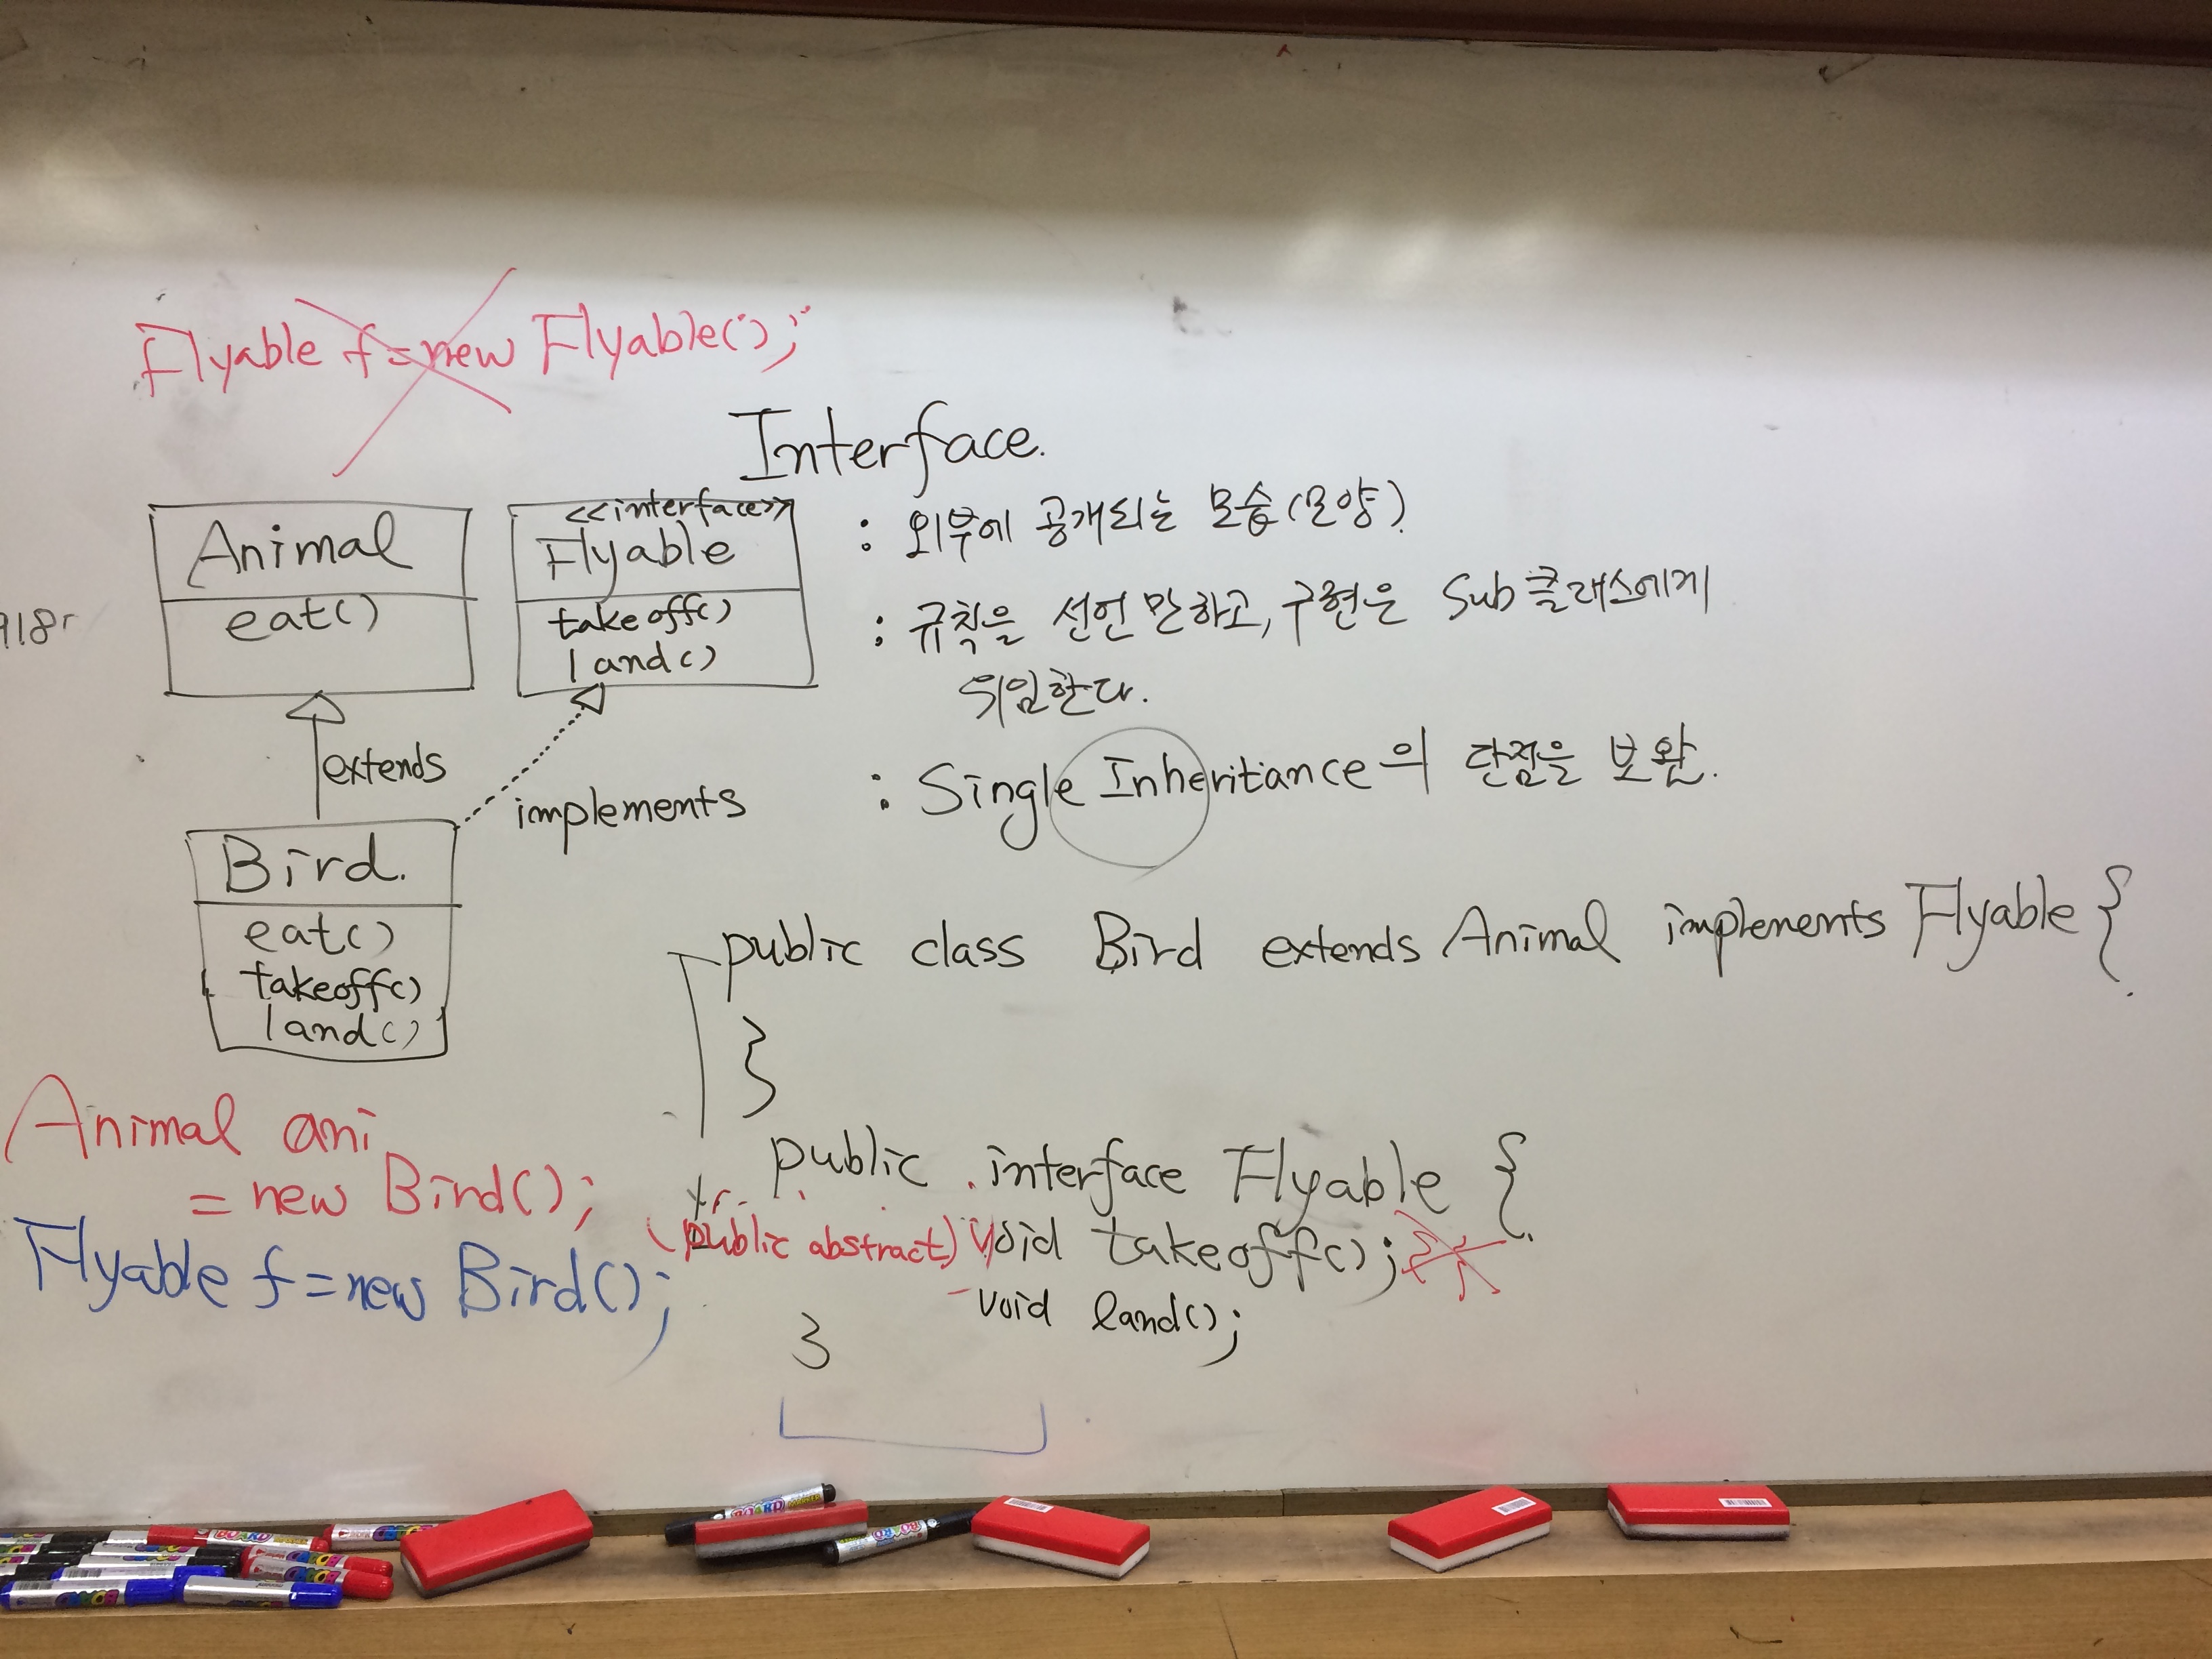 Flyable f = new Flyable();
Interface.
Animal
eat()
<<interface>>
Flyable
takeoff()
land()
: 외부에 공개되는 모습(모양).
: 규칙을 선언만하고, 구현은 Sub클래스에게
위임한다.
: Single Inheritance의 단점을 보완.
extends
implements
Bird.
eat()
takeoff()
land()
public class Bird extends Animal implements Flyable {
}
Animal ani
= new Bird();
Flyable f = new Bird();
public interface Flyable {
(public abstract) void takeoff();
void land();
}